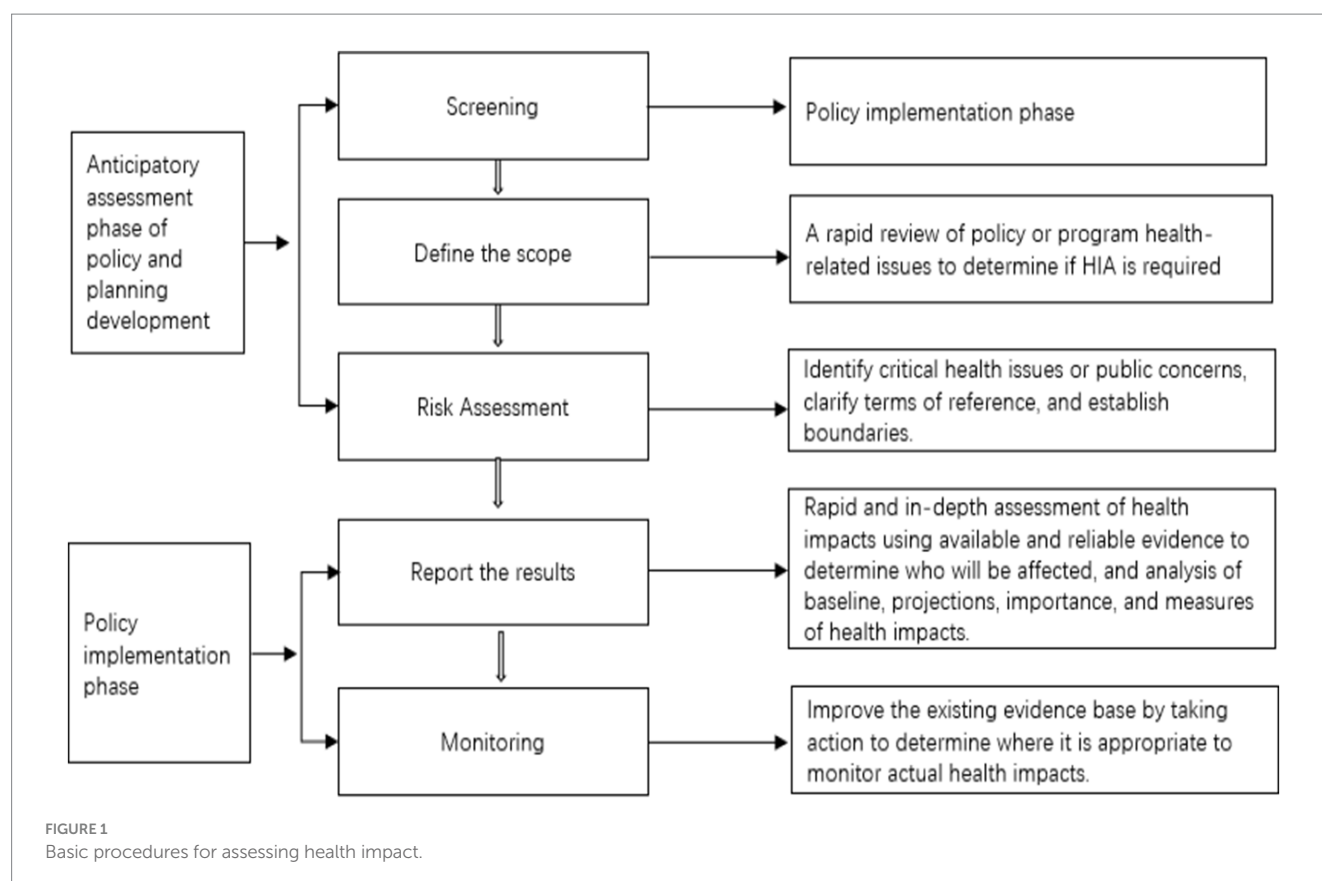 Screening
Policy implementation phase
Anticipatory
assessment
phase of
policy and
planning
development
Define the scope
A rapid review of policy or program health-
related issues to determine if HIA is required
Risk Assessment
Identify critical health issues or public concerns,
clarify terms of reference, and establish
boundaries.
Policy
implementation
phase
Report the results
Rapid and in-depth assessment of health
impacts using available and reliable evidence to
determine who will be affected, and analysis of
baseline, projections, importance, and measures
of health impacts.
Monitoring
Improve the existing evidence base by taking
action to determine where it is appropriate to
monitor actual health impacts.
FIGURE 1
Basic procedures for assessing health impact.